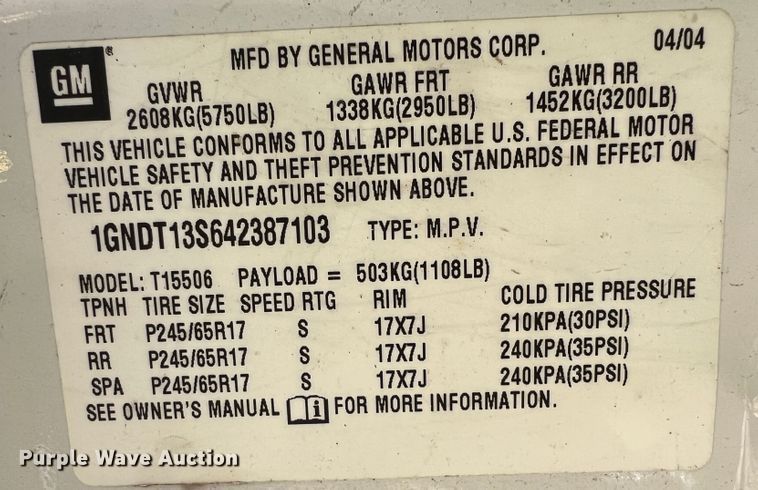 GM® MFD BY GENERAL MOTORS CORP. 04/04
GVWR GAWR FRT GAWR RR
2608KG(5750LB) 1338KG(2950LB) 1452KG(3200LB)
THIS VEHICLE CONFORMS TO ALL APPLICABLE U.S. FEDERAL MOTOR
VEHICLE SAFETY AND THEFT PREVENTION STANDARDS IN EFFECT ON
THE DATE OF MANUFACTURE SHOWN ABOVE.
1GNDT13S642387103 TYPE: M.P.V.
MODEL: T15506 PAYLOAD = 503KG(1108LB)
TPNH TIRE SIZE SPEED RTG RIM COLD TIRE PRESSURE
FRT P245/65R17 S 17X7J 210KPA(30PSI)
RR P245/65R17 S 17X7J 240KPA(35PSI)
SPA P245/65R17 S 17X7J 240KPA(35PSI)
SEE OWNER'S MANUAL i FOR MORE INFORMATION.
Purple Wave Auction